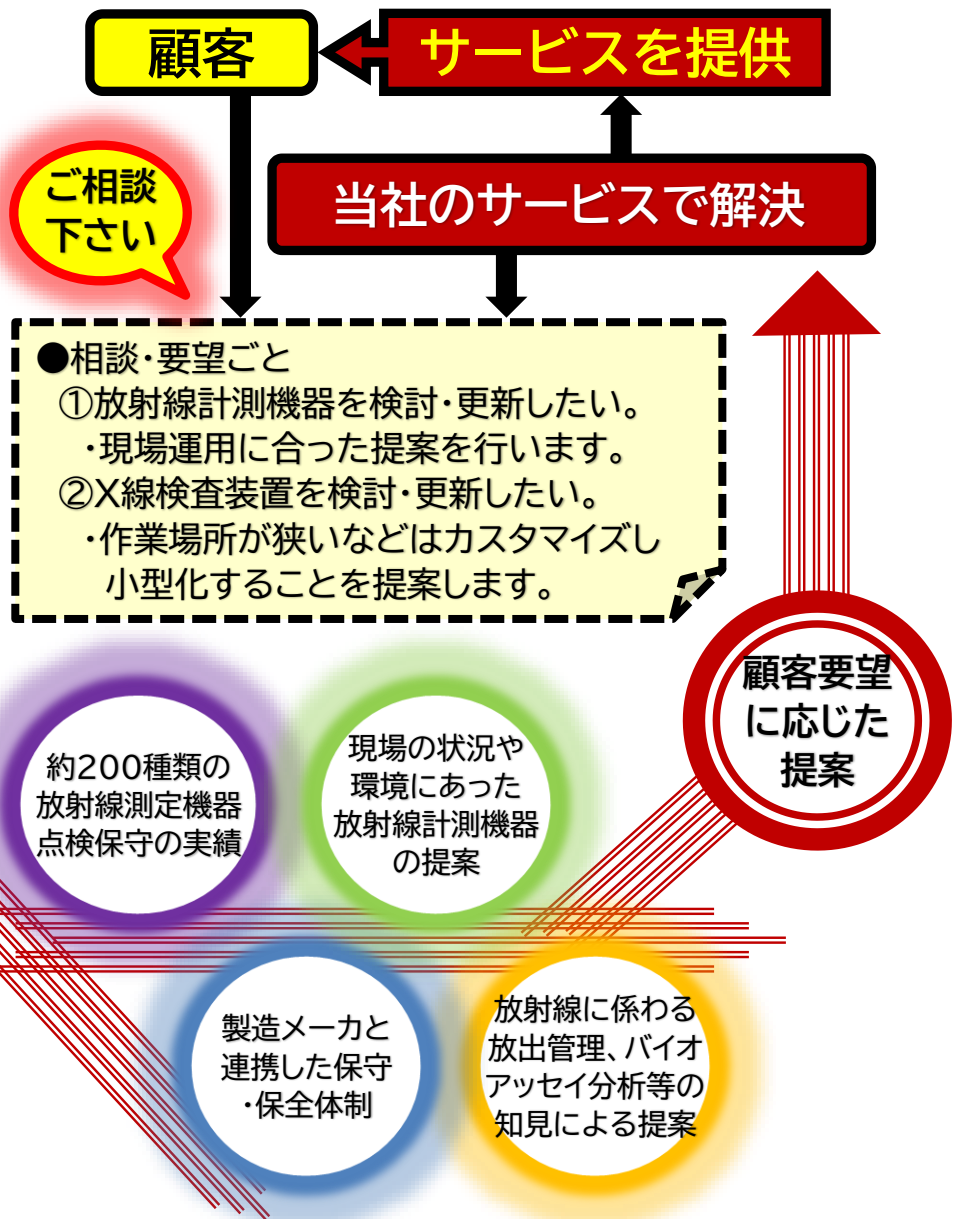 顧客
サービスを提供
ご相談
下さい
当社のサービスで解決
●相談・要望ごと
①放射線計測機器を検討・更新したい。
・現場運用に合った提案を行います。
②X線検査装置を検討・更新したい。
・作業場所が狭いなどはカスタマイズし
小型化することを提案します。
顧客要望
に応じた
提案
約200種類の
放射線測定機器
点検保守の実績
現場の状況や
環境にあった
放射線計測機器
の提案
製造メーカと
連携した保守
・保全体制
放射線に係わる
放出管理、バイオ
アッセイ分析等の
知見による提案